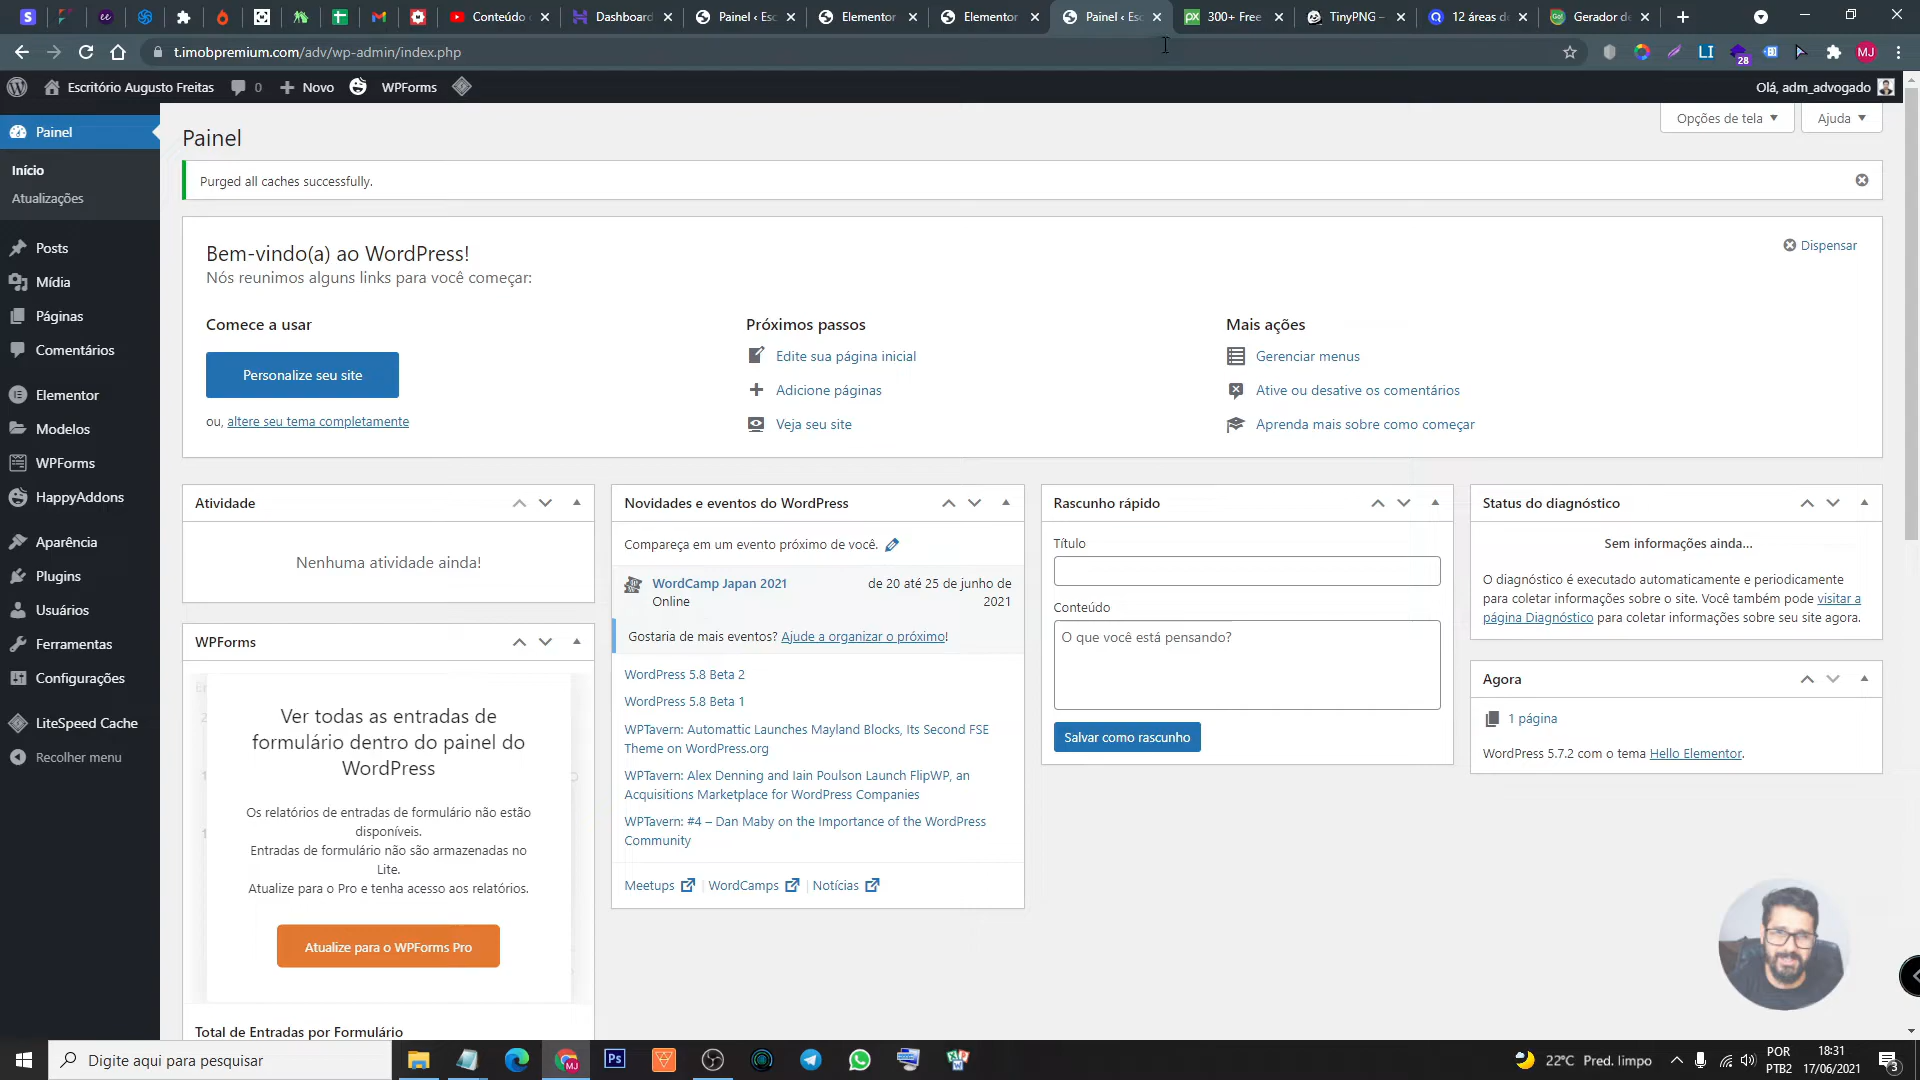 Conteúdo
Dashboard
Painel ‹ Esc
Elementor
Elementor
Painel ‹ Esc
300+ Free
TinyPNG –
12 áreas d
Gerador de
t.imobpremium.com/adv/wp-admin/index.php
LI
28
MJ
Escritório Augusto Freitas
0
Novo
WPForms
Olá, adm_advogado
Painel
Início
Atualizações
Posts
Mídia
Páginas
Comentários
Elementor
Modelos
WPForms
HappyAddons
Aparência
Plugins
Usuários
Ferramentas
Configurações
LiteSpeed Cache
Recolher menu
Opções de tela
Ajuda
Painel
Purged all caches successfully.
Bem-vindo(a) ao WordPress!
Nós reunimos alguns links para você começar:
Dispensar
Comece a usar
Personalize seu site
ou, altere seu tema completamente
Próximos passos
Edite sua página inicial
Adicione páginas
Veja seu site
Mais ações
Gerenciar menus
Ative ou desative os comentários
Aprenda mais sobre como começar
Atividade
Nenhuma atividade ainda!
WPForms
Ver todas as entradas de
formulário dentro do painel do
WordPress
Os relatórios de entradas de formulário não estão
disponíveis.
Entradas de formulário não são armazenadas no
Lite.
Atualize para o Pro e tenha acesso aos relatórios.
Atualize para o WPForms Pro
Total de Entradas por Formulário
Novidades e eventos do WordPress
Compareça em um evento próximo de você.
WordCamp Japan 2021
Online
de 20 até 25 de junho de
2021
Gostaria de mais eventos? Ajude a organizar o próximo!
WordPress 5.8 Beta 2
WordPress 5.8 Beta 1
WPTavern: Automattic Launches Mayland Blocks, Its Second FSE
Theme on WordPress.org
WPTavern: Alex Denning and Iain Poulson Launch FlipWP, an
Acquisitions Marketplace for WordPress Companies
WPTavern: #4 – Dan Maby on the Importance of the WordPress
Community
Meetups | WordCamps | Notícias
Rascunho rápido
Título
Conteúdo
O que você está pensando?
Salvar como rascunho
Status do diagnóstico
Sem informações ainda...
O diagnóstico é executado automaticamente e periodicamente
para coletar informações sobre o site. Você também pode visitar a
página Diagnóstico para coletar informações sobre seu site agora.
Agora
1 página
WordPress 5.7.2 com o tema Hello Elementor.
Digite aqui para pesquisar
Ps
22°C Pred. limpo
POR
PTB2
18:31
17/06/2021
3